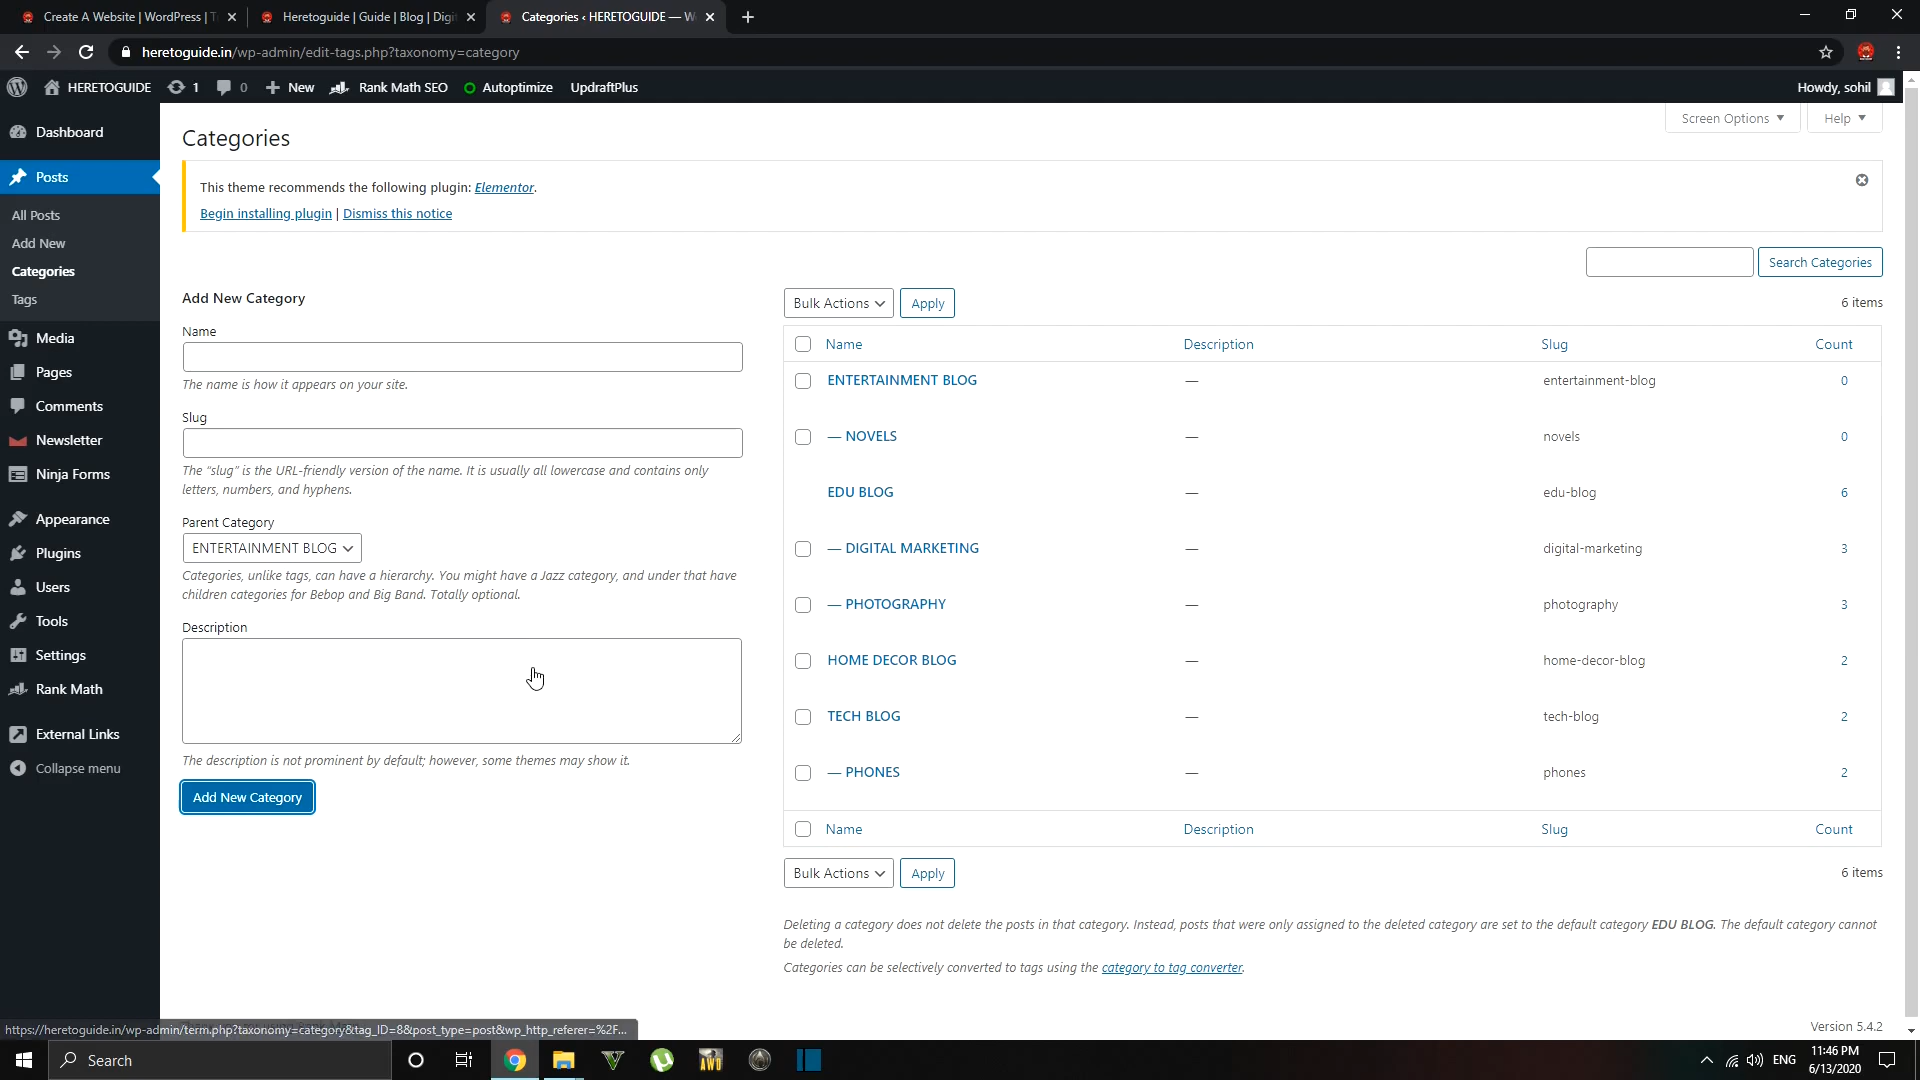 Create A Website | WordPress | T
Heretoguide | Guide | Blog | Digi
Categories ‹ HERETOGUIDE — W
heretoguide.in/wp-admin/edit-tags.php?taxonomy=category
HERETOGUIDE
1
0
New
Rank Math SEO
Autoptimize
UpdraftPlus
Howdy, sohil
Dashboard
Posts
All Posts
Add New
Categories
Tags
Media
Pages
Comments
Newsletter
Ninja Forms
Appearance
Plugins
Users
Tools
Settings
Rank Math
External Links
Collapse menu
Screen Options
Help
Categories
This theme recommends the following plugin: Elementor.
Begin installing plugin | Dismiss this notice
Search Categories
Add New Category
Name
The name is how it appears on your site.
Slug
The “slug” is the URL-friendly version of the name. It is usually all lowercase and contains only
letters, numbers, and hyphens.
Parent Category
ENTERTAINMENT BLOG
Categories, unlike tags, can have a hierarchy. You might have a Jazz category, and under that have
children categories for Bebop and Big Band. Totally optional.
Description
The description is not prominent by default; however, some themes may show it.
Add New Category
Bulk Actions Apply 6 items
Name Description Slug Count
ENTERTAINMENT BLOG — entertainment-blog 0
— NOVELS — novels 0
EDU BLOG — edu-blog 6
— DIGITAL MARKETING — digital-marketing 3
— PHOTOGRAPHY — photography 3
HOME DECOR BLOG — home-decor-blog 2
TECH BLOG — tech-blog 2
— PHONES — phones 2
Name Description Slug Count
Bulk Actions Apply 6 items
Deleting a category does not delete the posts in that category. Instead, posts that were only assigned to the deleted category are set to the default category EDU BLOG. The default category cannot
be deleted.
Categories can be selectively converted to tags using the category to tag converter.
https://heretoguide.in/wp-admin/term.php?taxonomy=category&tag_ID=8&post_type=post&wp_http_referer=%2F...
Version 5.4.2
Search
AWD
ENG
11:46 PM
6/13/2020